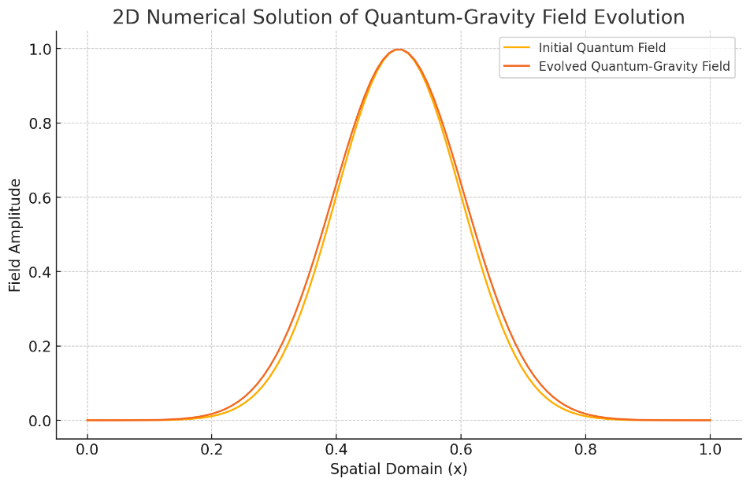 2D Numerical Solution of Quantum-Gravity Field Evolution
Initial Quantum Field
Evolved Quantum-Gravity Field
Field Amplitude
1.0
0.8
0.6
0.4
0.2
0.0
0.0 0.2 0.4 0.6 0.8 1.0
Spatial Domain (x)